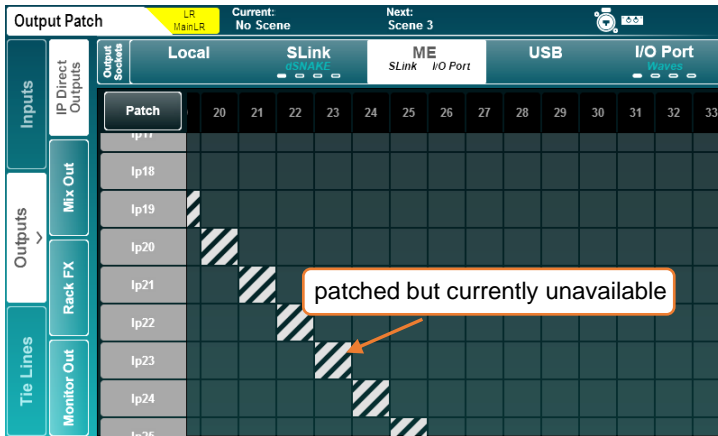 Output Patch
LR
MainLR
Current:
No Scene
Next:
Scene 3
Inputs
Outputs
Tie Lines
IP Direct
Outputs
Mix Out
Rack FX
Monitor Out
Output
Sockets
Local
SLink
dSNAKE
ME
SLink I/O Port
USB
I/O Port
Waves
Patch
20 21 22 23 24 25 26 27 28 29 30 31 32 33
Ip17
Ip18
Ip19
Ip20
Ip21
Ip22
Ip23
Ip24
Ip25
patched but currently unavailable